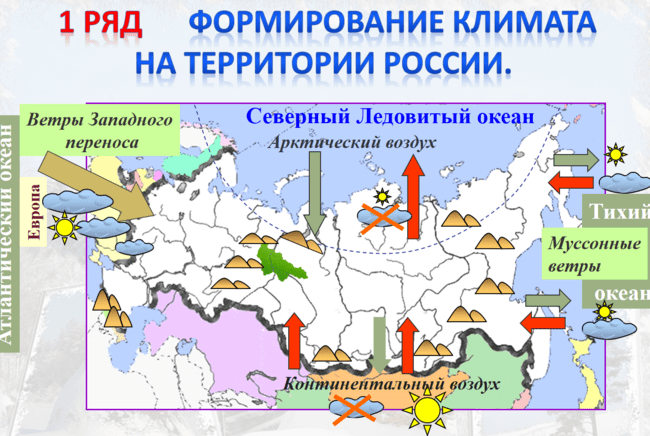 1 РЯД ФОРМИРОВАНИЕ КЛИМАТА
НА ТЕРРИТОРИИ РОССИИ.
Атлантический океан
Ветры Западного
переноса
Европа
Северный Ледовитый океан
Арктический воздух
Тихий
океан
Муссонные
ветры
Континентальный воздух